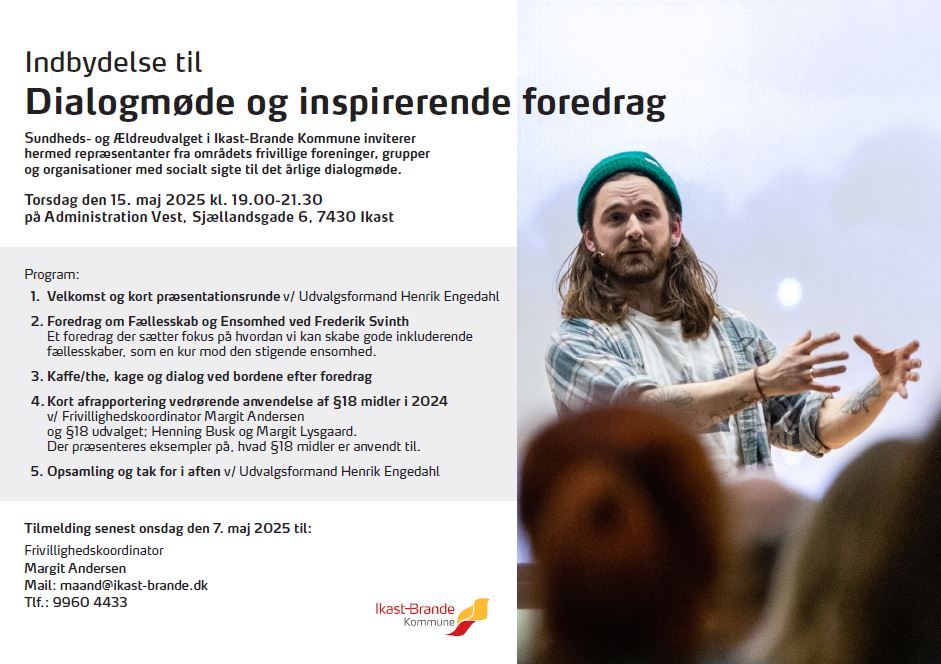 Indbydelse til
Dialogmøde og inspirerende foredrag
Sundheds- og Ældreudvalget i Ikast-Brande Kommune inviterer
hermed repræsentanter fra områdets frivillige foreninger, grupper
og organisationer med socialt sigte til det årlige dialogmøde.
Torsdag den 15. maj 2025 kl. 19.00-21.30
på Administration Vest, Sjællandsgade 6, 7430 Ikast
Program:
1. Velkomst og kort præsentationsrunde v/ Udvalgsformand Henrik Engedahl
2. Foredrag om Fællesskab og Ensomhed ved Frederik Svinth
Et foredrag der sætter fokus på hvordan vi kan skabe gode inkluderende
fællesskaber, som en kur mod den stigende ensomhed.
3. Kaffe/the, kage og dialog ved bordene efter foredrag
4. Kort afrapportering vedrørende anvendelse af §18 midler i 2024
v/ Frivillighedskoordinator Margit Andersen
og §18 udvalget; Henning Busk og Margit Lysgaard.
Der præsenteres eksempler på, hvad §18 midler er anvendt til.
5. Opsamling og tak for i aften v/ Udvalgsformand Henrik Engedahl
Tilmelding senest onsdag den 7. maj 2025 til:
Frivillighedskoordinator
Margit Andersen
Mail: maand@ikast-brande.dk
Tlf.: 9960 4433
Ikast-Brande
Kommune